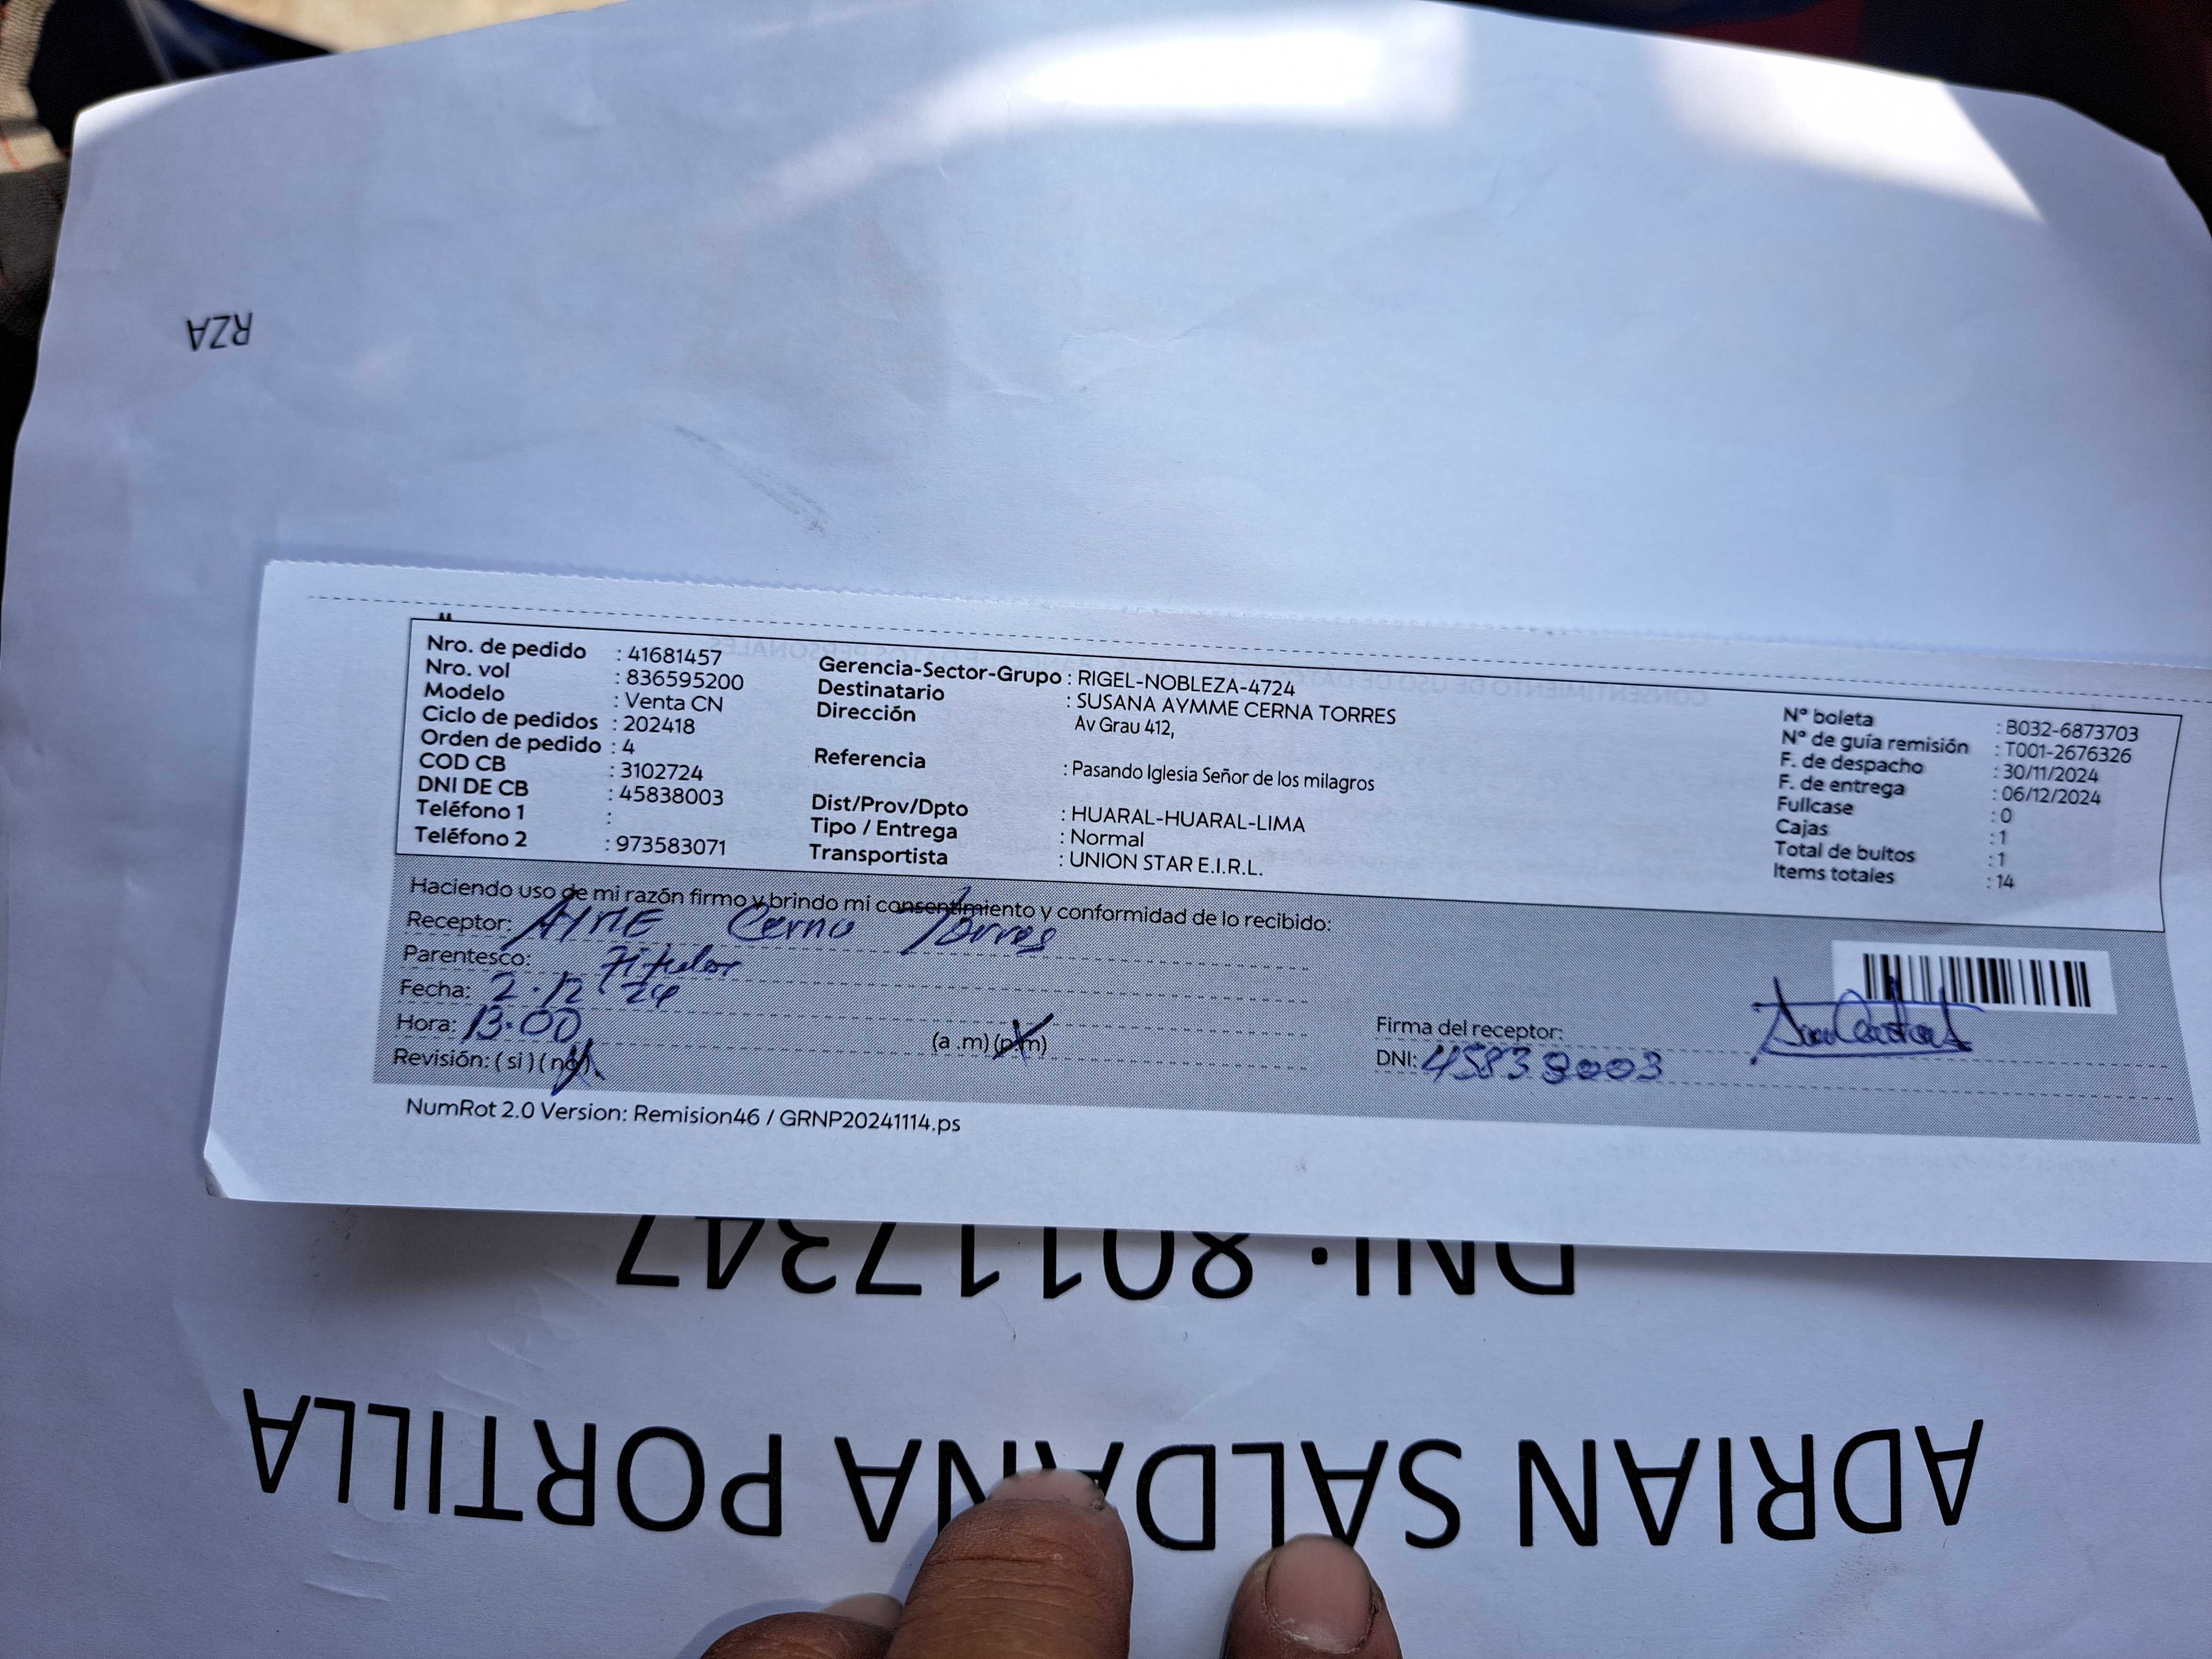 RZA
Nro. de pedido : 41681457
Nro. vol : 836595200
Modelo : Venta CN
Ciclo de pedidos : 202418
Orden de pedido : 4
COD CB : 3102724
DNI DE CB : 45838003
Teléfono 1 :
Teléfono 2 : 973583071
Gerencia-Sector-Grupo : RIGEL-NOBLEZA-4724
Destinatario : SUSANA AYMME CERNA TORRES
Dirección Av Grau 412,
Referencia : Pasando Iglesia Señor de los milagros
Dist/Prov/Dpto : HUARAL-HUARAL-LIMA
Tipo / Entrega : Normal
Transportista : UNION STAR E.I.R.L.
Nº boleta : B032-6873703
Nº de guía remisión : T001-2676326
F. de despacho : 30/11/2024
F. de entrega : 06/12/2024
Fullcase : 0
Cajas : 1
Total de bultos : 1
Items totales : 14
Haciendo uso de mi razón firmo y brindo mi consentimiento y conformidad de lo recibido:
Receptor: Cerna Torres
Parentesco: Titular
Fecha: 2.12.24
Hora: 13.00 (a .m) (p.m)
Revisión: ( si ) ( no )
Firma del receptor:
DNI: 45838003
NumRot 2.0 Version: Remision46 / GRNP20241114.ps
DNI: 80117347
ADRIAN SALDAÑA PORTILLA